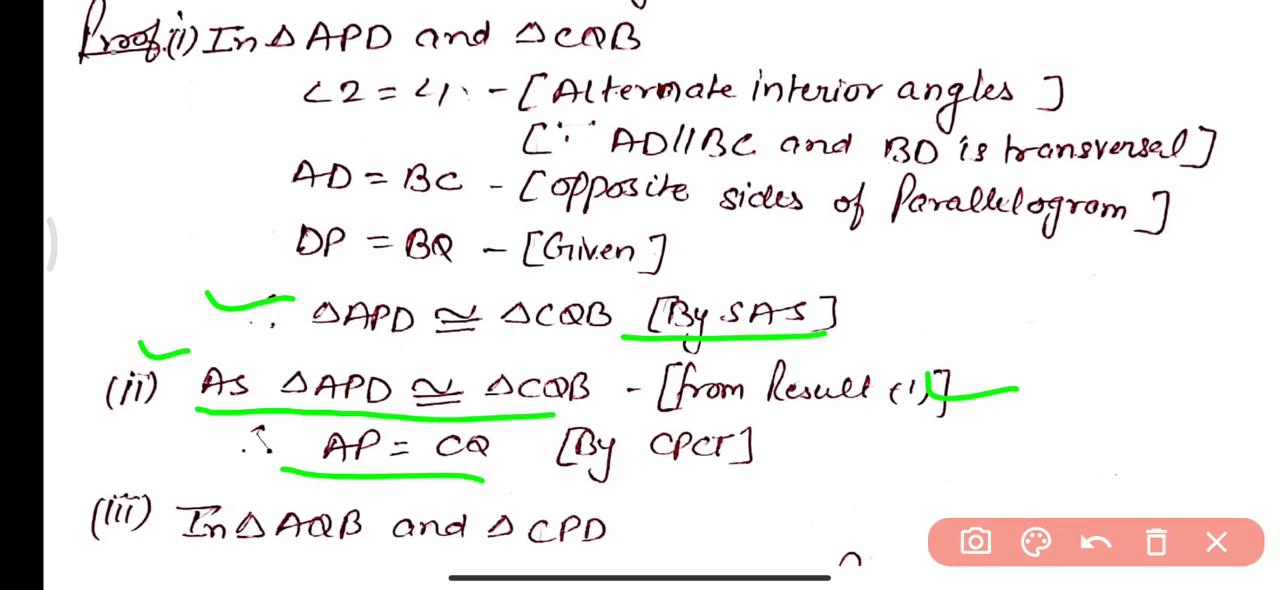 Proof.(i) In △ APD and △CQB
∠2 = ∠1 - [Alternate interior angles]
[∵ AD//BC and BD is transversal]
AD = BC - [opposite sides of Parallelogram]
DP = BQ - [Given]
∴ △APD ≅ △CQB [By SAS]
(ii) As △APD ≅ △CQB - [from Result (1)]
∴ AP = CQ [By CPCT]
(iii) In △ AQB and △ CPD